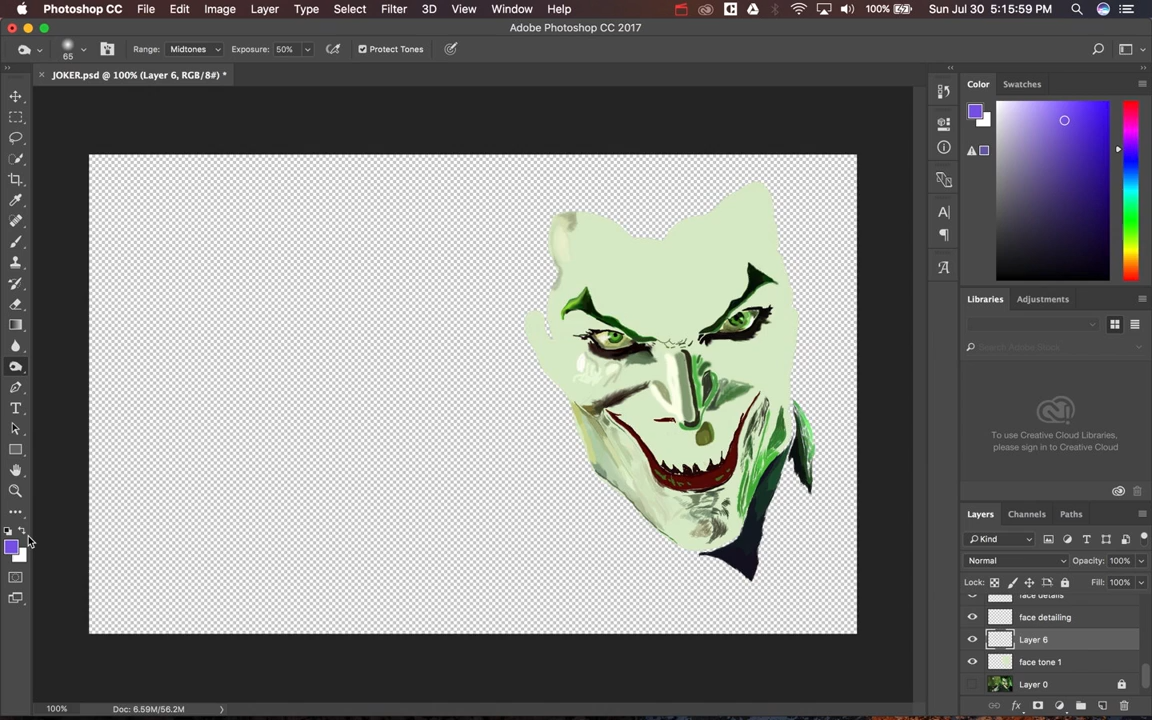 Photoshop CC File Edit Image Layer Type Select Filter 3D View Window Help 100% Sun Jul 30 5:15:59 PM
Adobe Photoshop CC 2017
65 Range: Midtones Exposure: 50% Protect Tones
× JOKER.psd @ 100% (Layer 6, RGB/8#) *
Color Swatches
Libraries Adjustments
Search Adobe Stock
To use Creative Cloud Libraries,
please sign in to Creative Cloud
Layers Channels Paths
Kind
Normal Opacity: 100%
Lock: Fill: 100%
face details
face detailing
Layer 6
face tone 1
Layer 0
100% Doc: 6.59M/56.2M